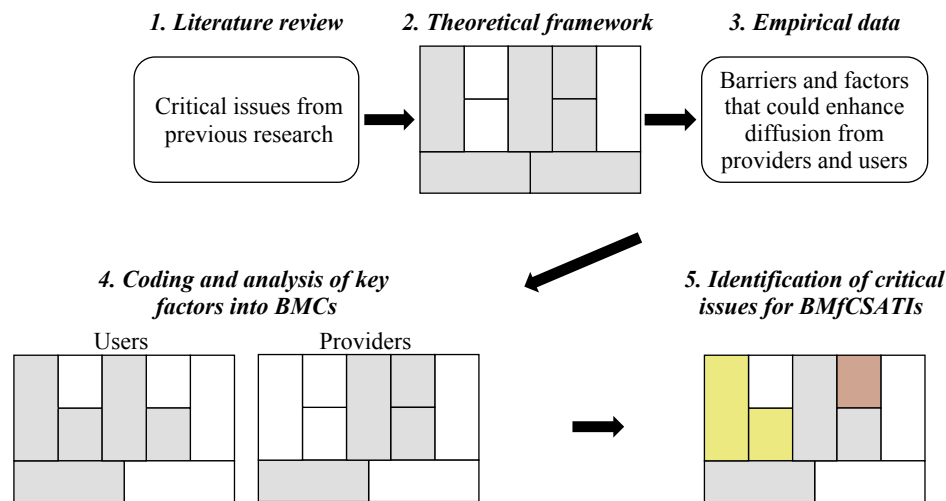 1. Literature review
2. Theoretical framework
3. Empirical data
Critical issues from
previous research
Barriers and factors
that could enhance
diffusion from
providers and users
4. Coding and analysis of key
factors into BMCs
5. Identification of critical
issues for BMfCSATIs
Users
Providers